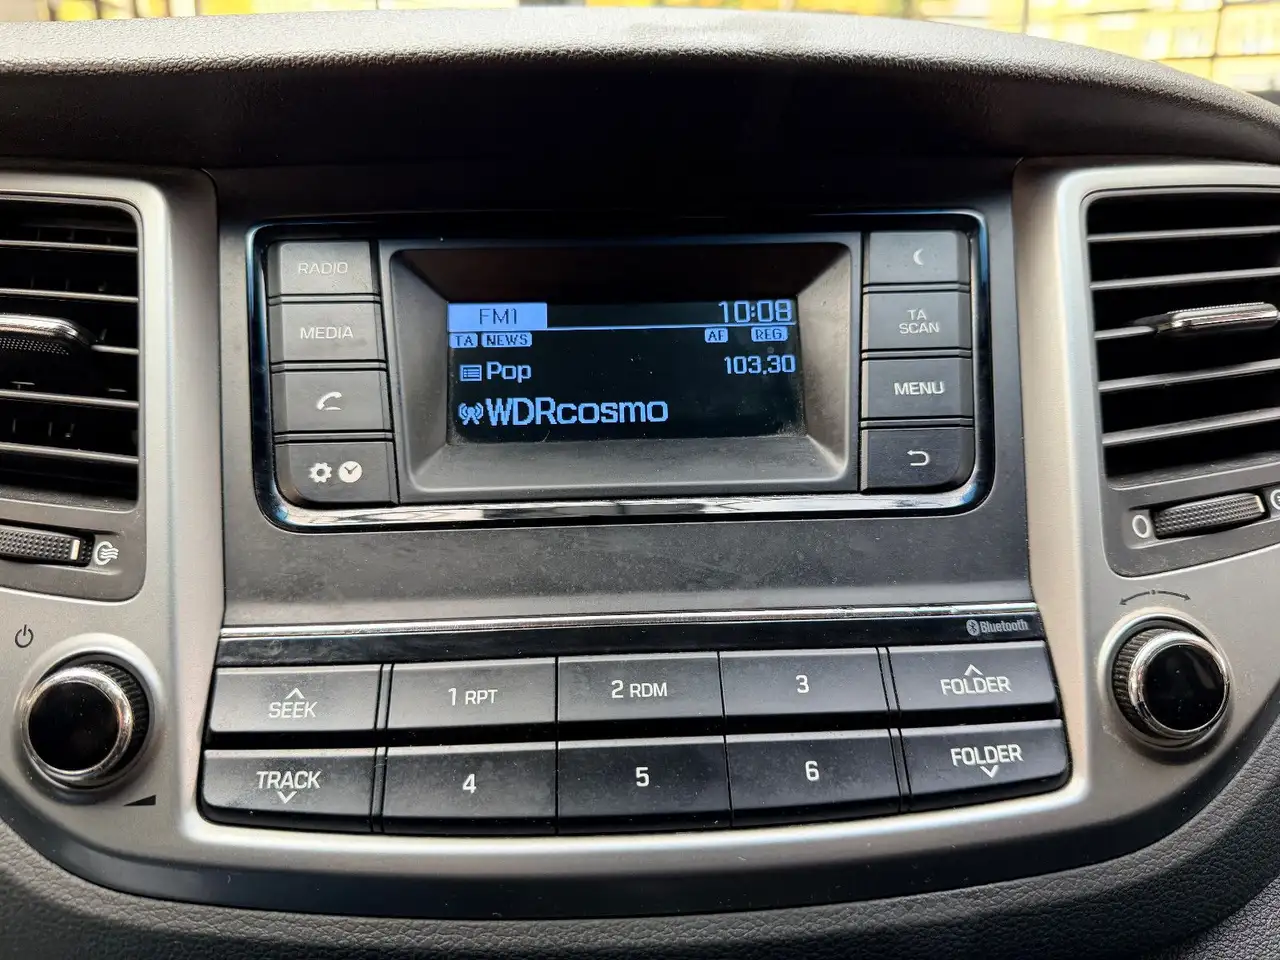 RADIO
MEDIA
FM1 10:08
TA NEWS AF REG
Pop 103.30
WDRcosmo
TA
SCAN
MENU
Bluetooth
SEEK
1 RPT
2 RDM
3
FOLDER
TRACK
4
5
6
FOLDER